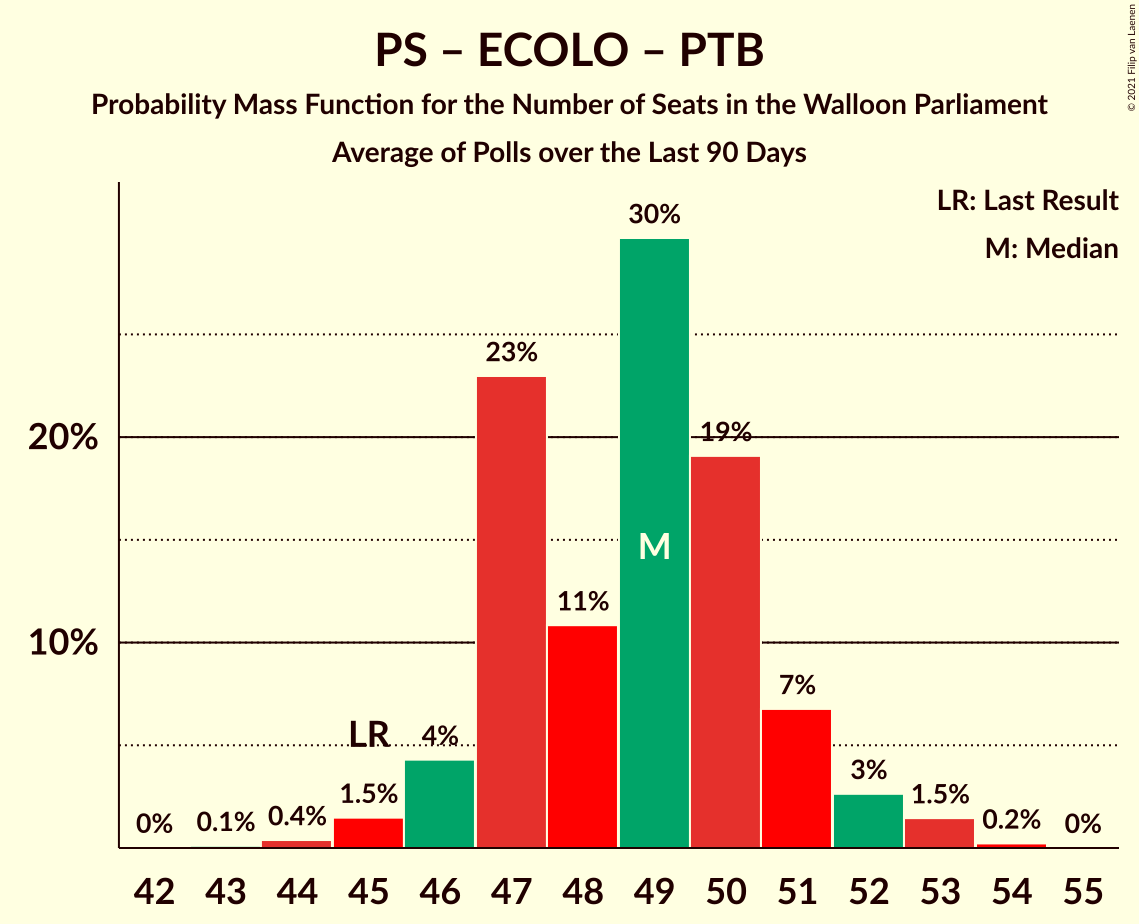 PS – ECOLO – PTB
Probability Mass Function for the Number of Seats in the Walloon Parliament
Average of Polls over the Last 90 Days
© 2021 Filip van Laenen
LR: Last Result
M: Median
20%
10%
0%
0.1%
0.4%
1.5%
LR
4%
23%
11%
30%
M
19%
7%
3%
1.5%
0.2%
0%
42 43 44 45 46 47 48 49 50 51 52 53 54 55